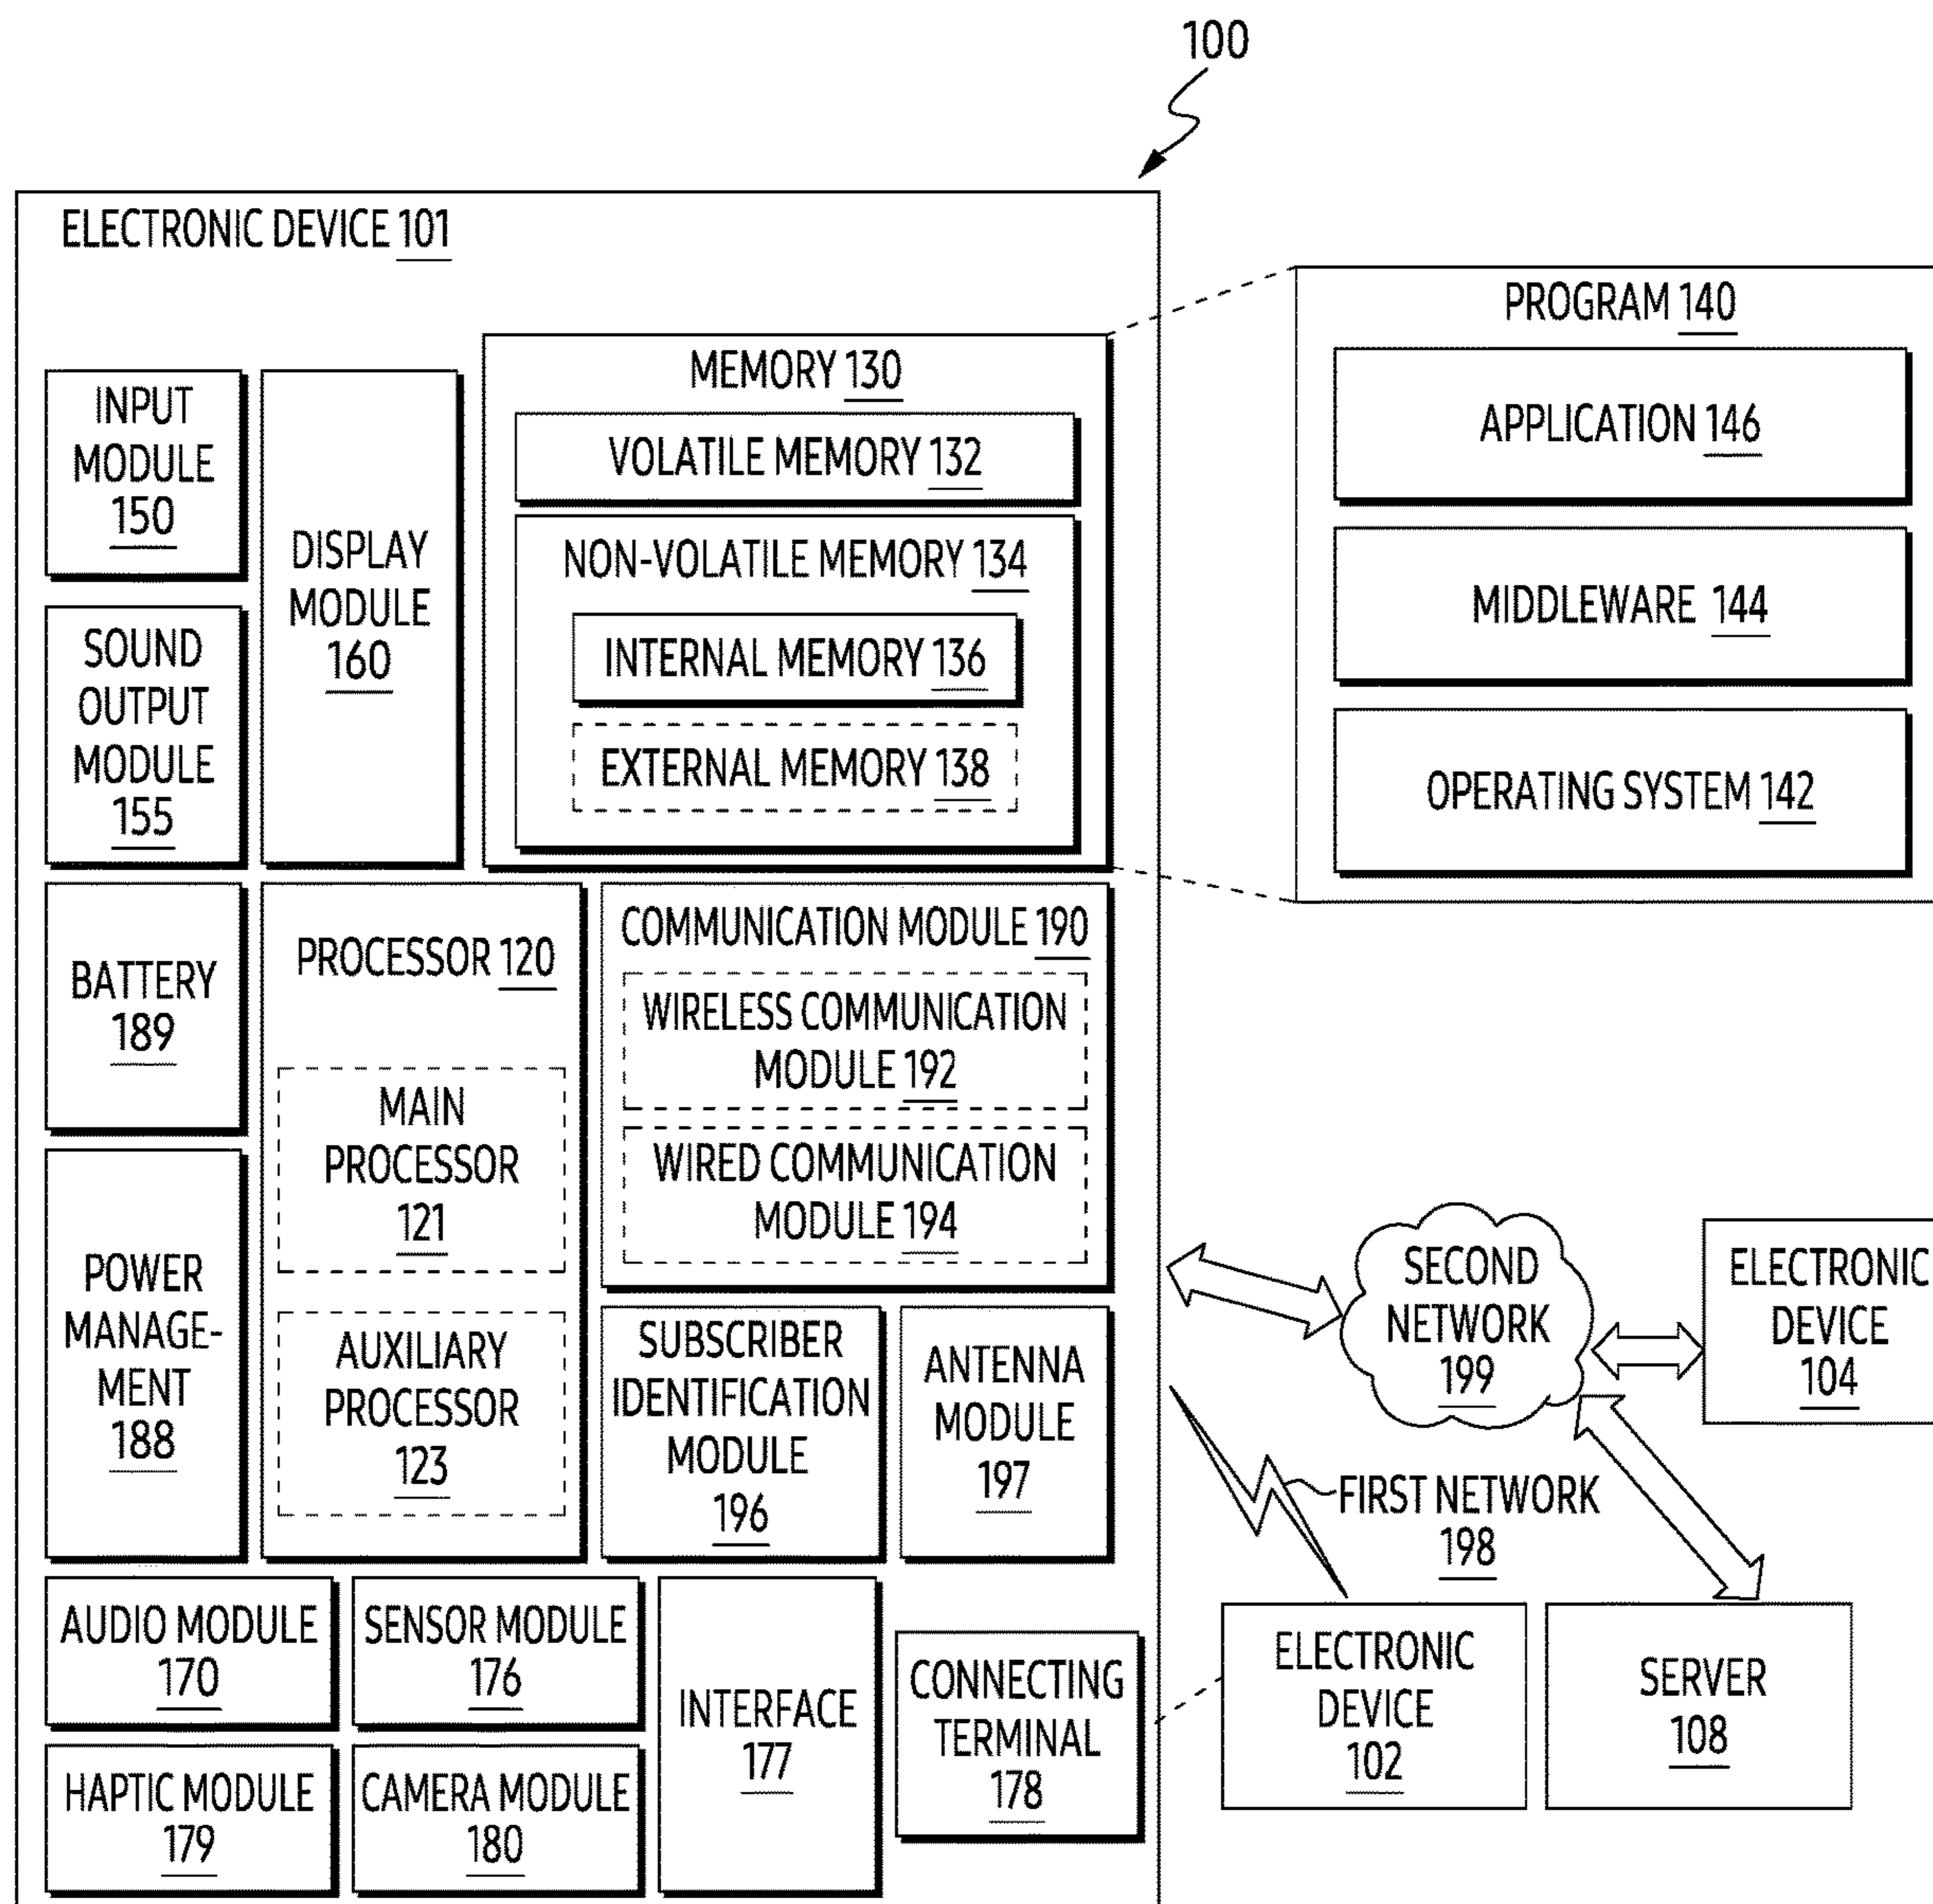 100
ELECTRONIC DEVICE 101
PROGRAM 140
APPLICATION 146
MIDDLEWARE 144
OPERATING SYSTEM 142
INPUT
MODULE
150
SOUND
OUTPUT
MODULE
155
DISPLAY
MODULE
160
MEMORY 130
VOLATILE MEMORY 132
NON-VOLATILE MEMORY 134
INTERNAL MEMORY 136
EXTERNAL MEMORY 138
BATTERY
189
POWER
MANAGE-
MENT
188
PROCESSOR 120
MAIN
PROCESSOR
121
AUXILIARY
PROCESSOR
123
COMMUNICATION MODULE 190
WIRELESS COMMUNICATION
MODULE 192
WIRED COMMUNICATION
MODULE 194
SUBSCRIBER
IDENTIFICATION
MODULE
196
ANTENNA
MODULE
197
SECOND
NETWORK
199
ELECTRONIC
DEVICE
104
FIRST NETWORK
198
AUDIO MODULE
170
SENSOR MODULE
176
HAPTIC MODULE
179
CAMERA MODULE
180
INTERFACE
177
CONNECTING
TERMINAL
178
ELECTRONIC
DEVICE
102
SERVER
108